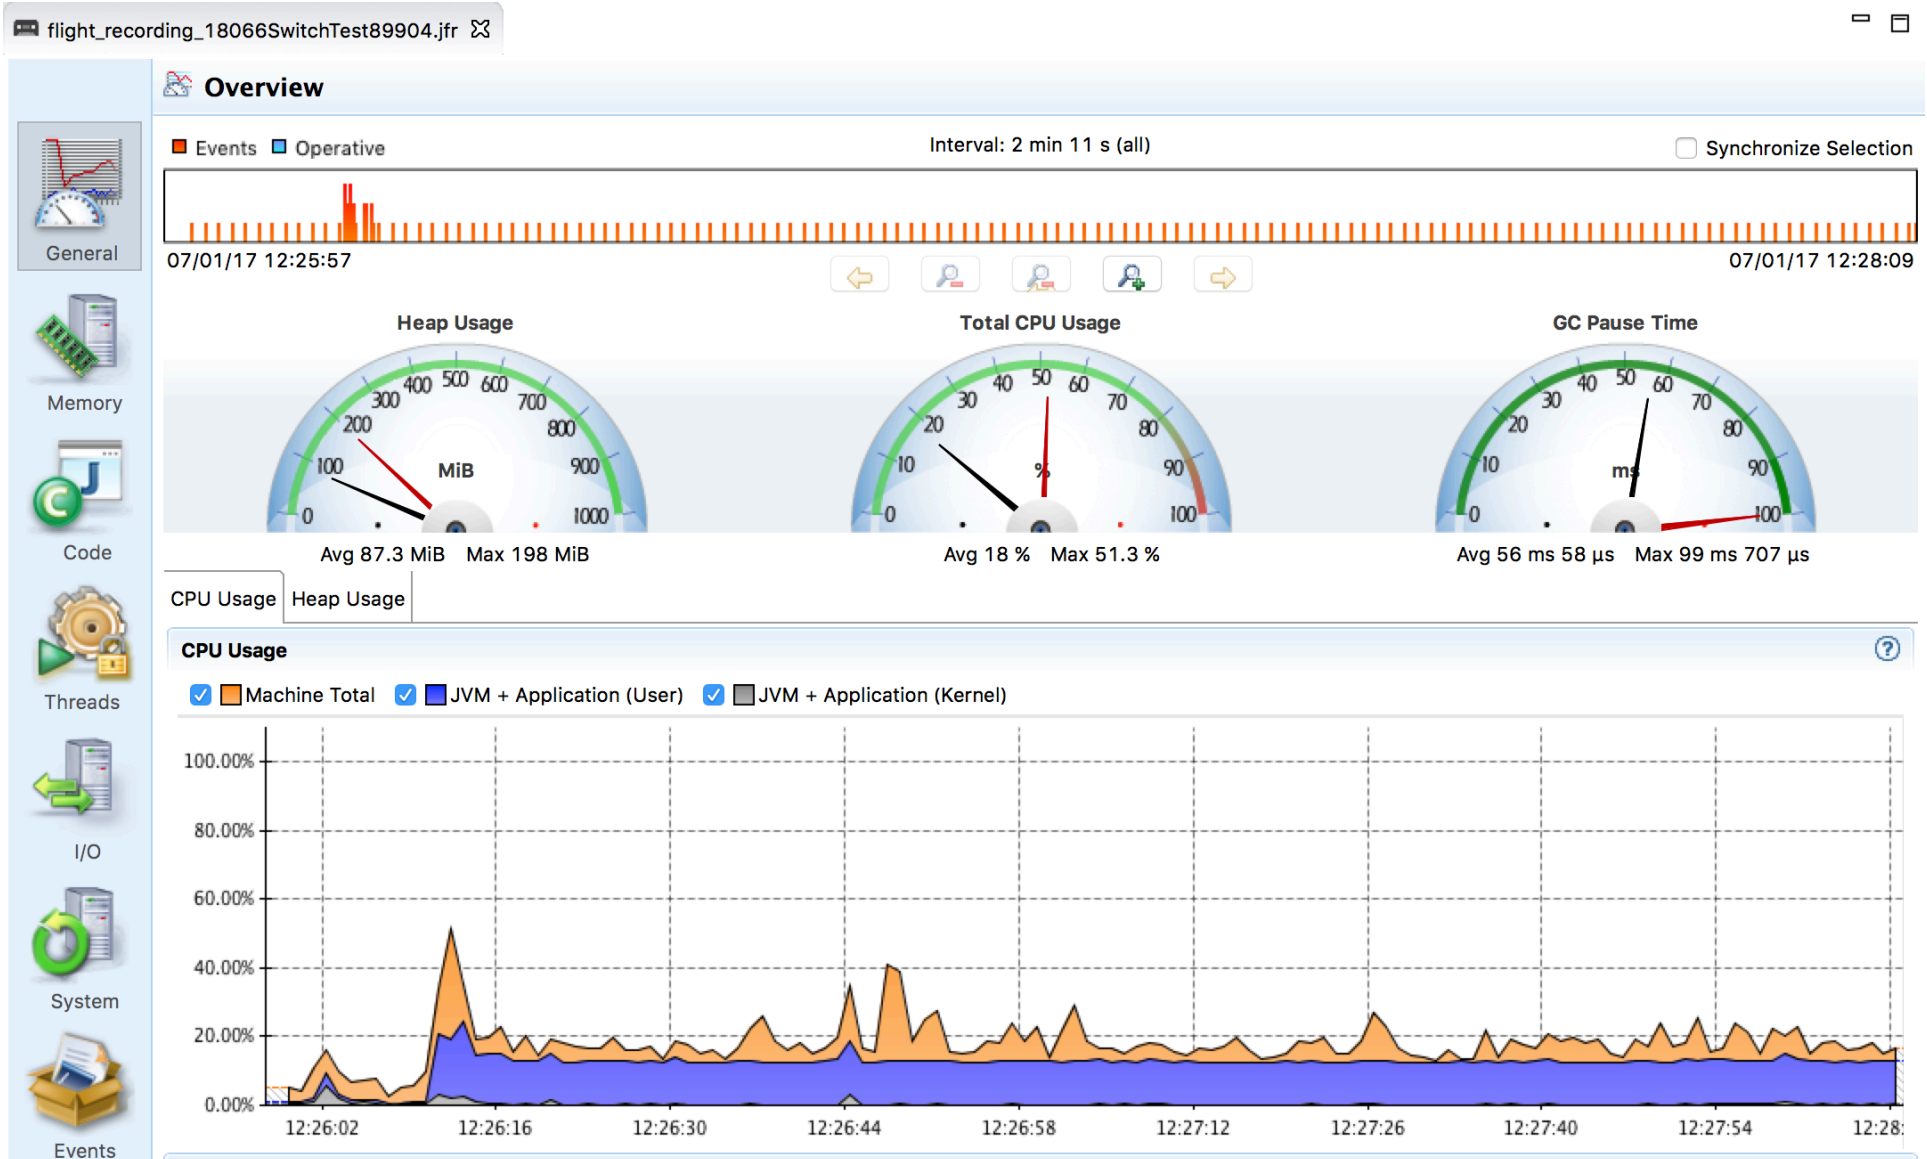 flight_recording_18066SwitchTest89904.jfr
Overview
Events Operative Interval: 2 min 11 s (all) Synchronize Selection
07/01/17 12:25:57 07/01/17 12:28:09
General
Memory
Code
Threads
I/O
System
Events
Heap Usage
0 100 200 300 400 500 600 700 800 900 1000
MiB
Avg 87.3 MiB Max 198 MiB
Total CPU Usage
0 10 20 30 40 50 60 70 80 90 100
%
Avg 18 % Max 51.3 %
GC Pause Time
0 10 20 30 40 50 60 70 80 90 100
ms
Avg 56 ms 58 µs Max 99 ms 707 µs
CPU Usage Heap Usage
CPU Usage ?
Machine Total JVM + Application (User) JVM + Application (Kernel)
100.00%
80.00%
60.00%
40.00%
20.00%
0.00%
12:26:02 12:26:16 12:26:30 12:26:44 12:26:58 12:27:12 12:27:26 12:27:40 12:27:54 12:28: